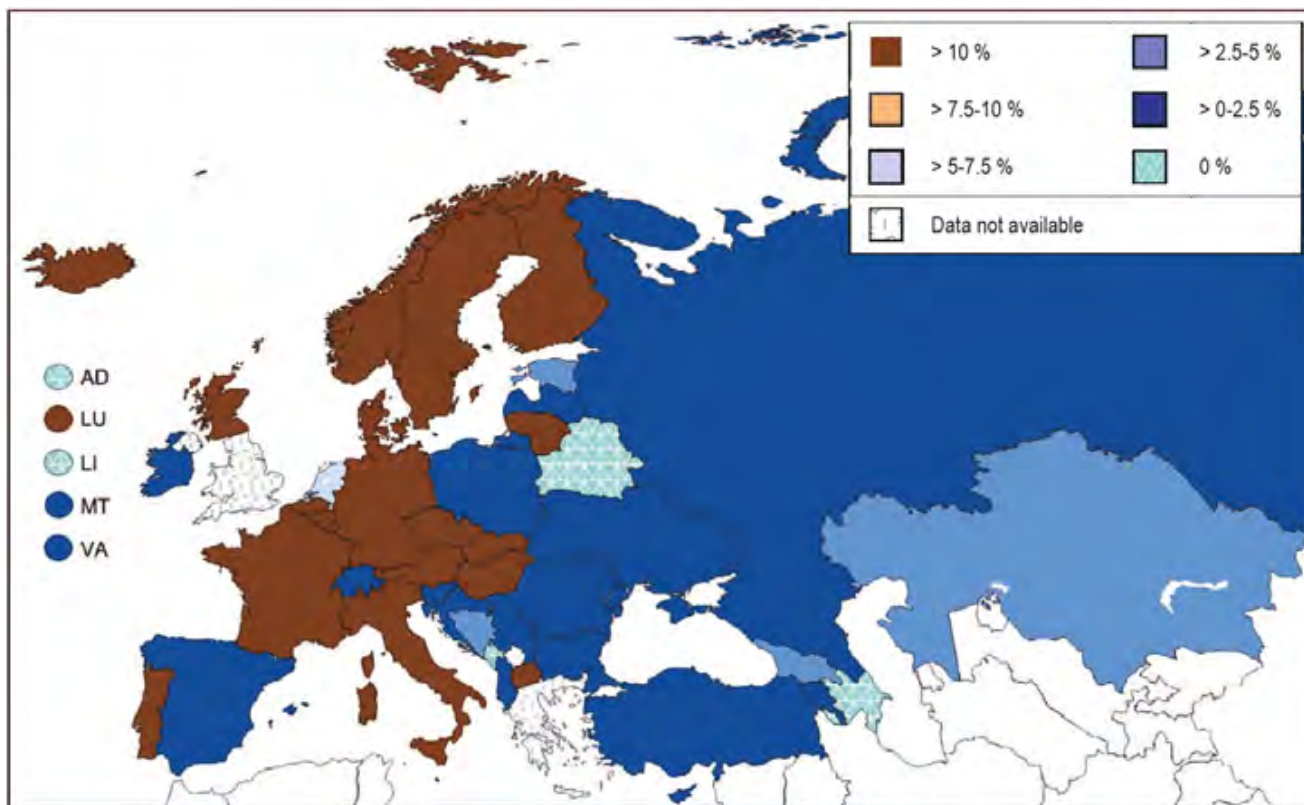 > 10 %
> 2.5-5 %
> 7.5-10 %
> 0-2.5 %
> 5-7.5 %
0 %
Data not available
AD
LU
LI
MT
VA